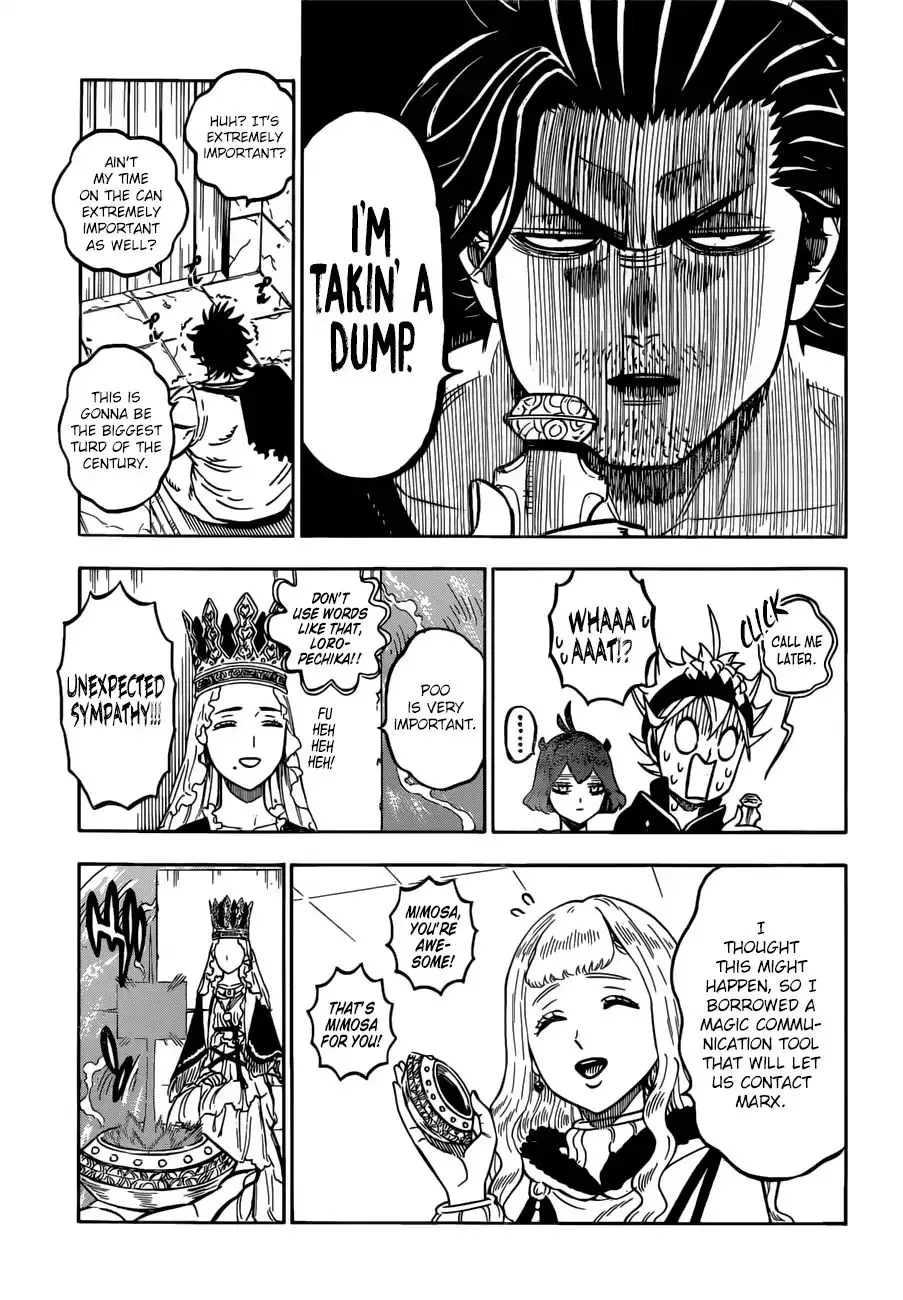 I'M
TAKIN' A
DUMP.
HUH? IT'S
EXTREMELY
IMPORTANT?
AIN'T
MY TIME
ON THE CAN
EXTREMELY
IMPORTANT
AS WELL?
THIS IS
GONNA BE
THE BIGGEST
TURD OF THE
CENTURY.
CLICK
CALL ME
LATER.
WHAAA
AAAT!?
......
POO
IS VERY
IMPORTANT.
DON'T
USE WORDS
LIKE THAT,
LORO-
PECHIKA!!
FU
HEH
HEH
HEH!
UNEXPECTED
SYMPATHY!!!
I
THOUGHT
THIS MIGHT
HAPPEN, SO I
BORROWED A
MAGIC COMMU-
NICATION TOOL
THAT WILL LET
US CONTACT
MARX.
MIMOSA,
YOU'RE
AWE-
SOME!
THAT'S
MIMOSA
FOR YOU!